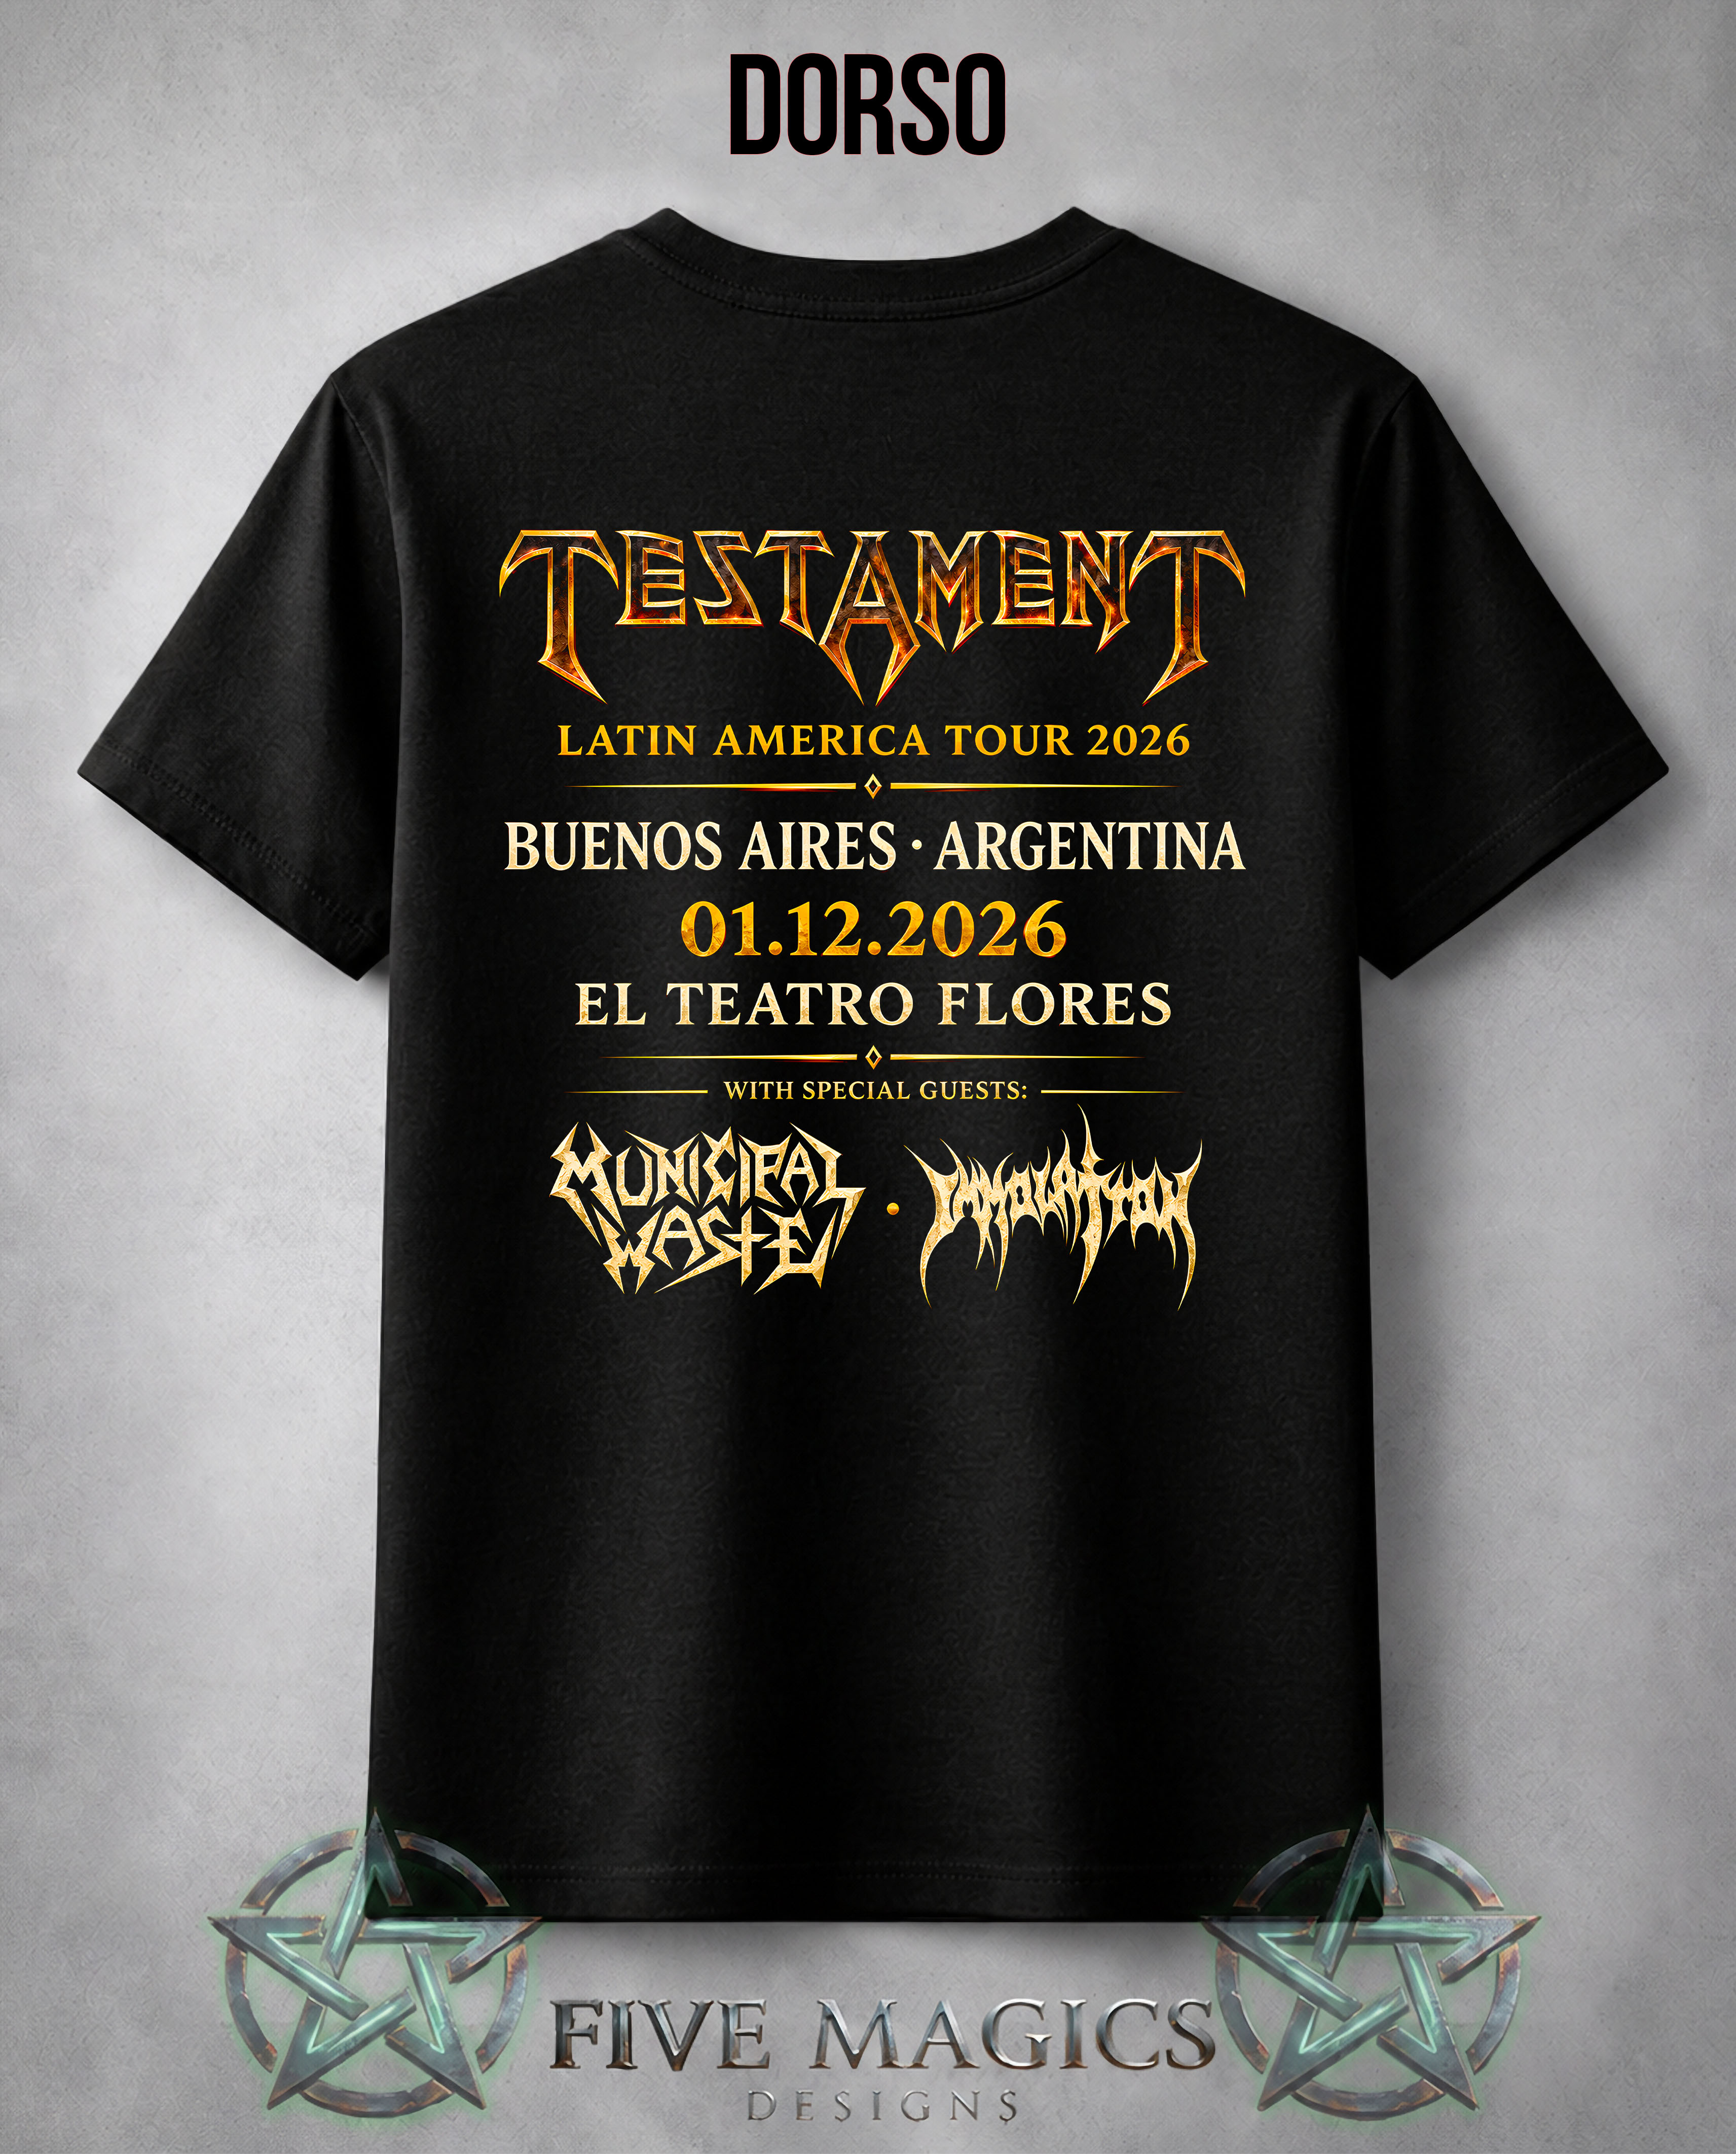 DORSO
TESTAMENT
LATIN AMERICA TOUR 2026
BUENOS AIRES · ARGENTINA
01.12.2026
EL TEATRO FLORES
WITH SPECIAL GUESTS:
MUNICIPAL WASTE · IMMOLATION
FIVE MAGICS
DESIGNS